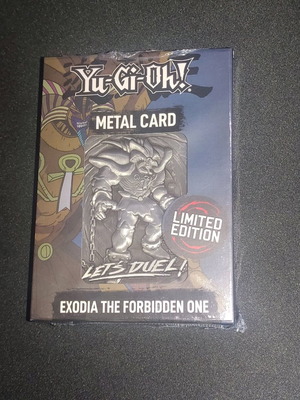 Yu-Gi-Oh!
METAL CARD
LIMITED
EDITION
LET'S DUEL!
EXODIA THE FORBIDDEN ONE